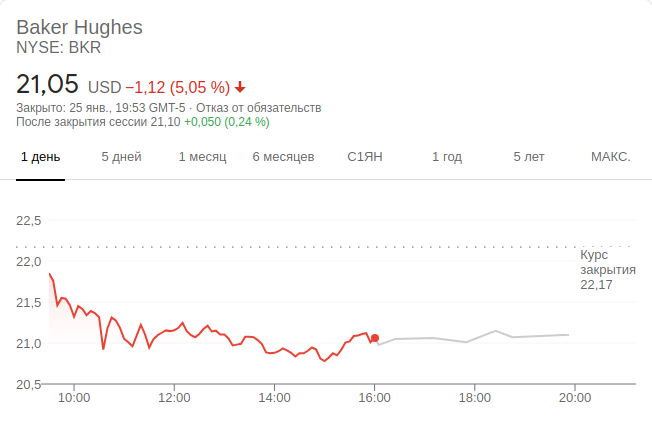 Baker Hughes
NYSE: BKR
21,05 USD −1,12 (5,05 %)
Закрыто: 25 янв., 19:53 GMT-5 · Отказ от обязательств
После закрытия сессии 21,10 +0,050 (0,24 %)
1 день 5 дней 1 месяц 6 месяцев С1ЯН 1 год 5 лет МАКС.
22,5
Курс
22,0
закрытия
22,17
21,5
21,0
20,5
10:00 12:00 14:00 16:00 18:00 20:00